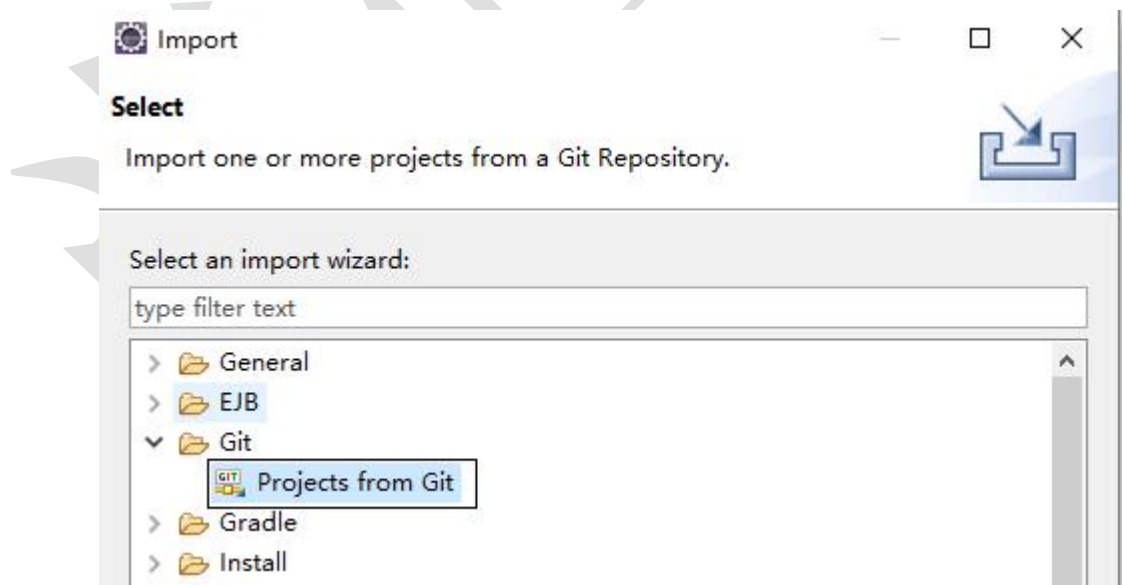 Import
Select
Import one or more projects from a Git Repository.
Select an import wizard:
type filter text
General
EJB
Git
GIT Projects from Git
Gradle
Install